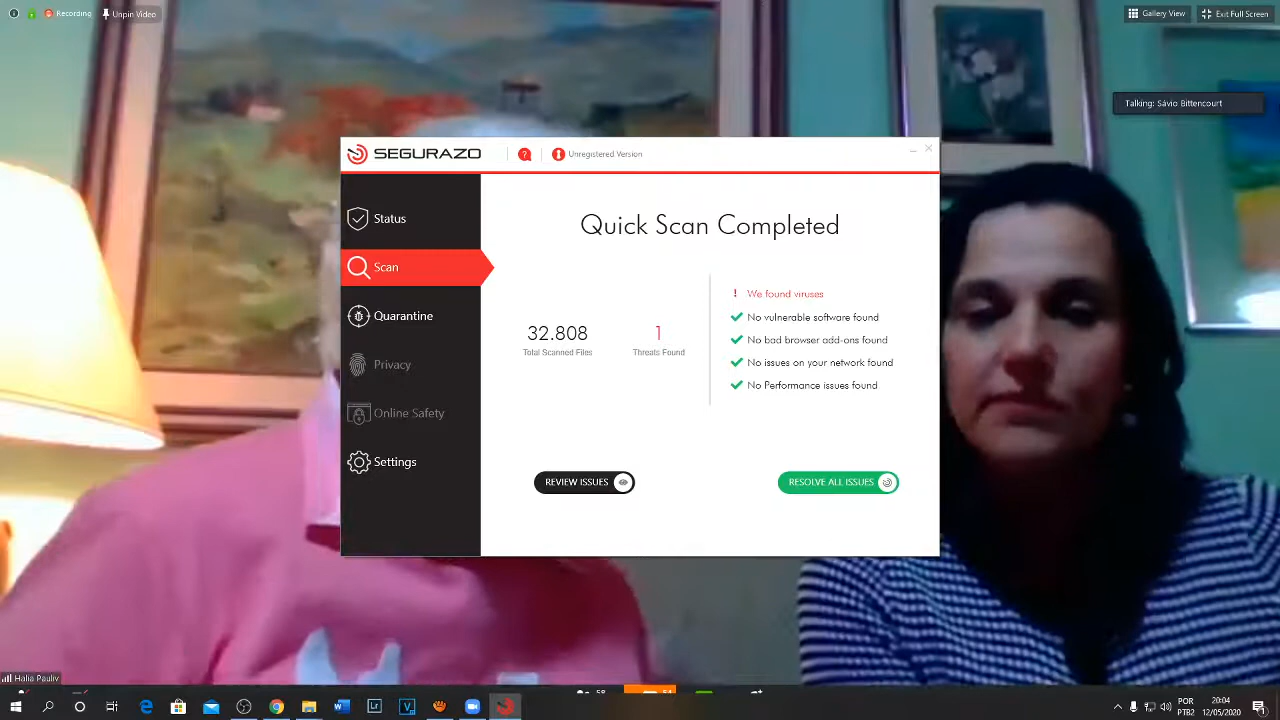 Recording
Unpin Video
Gallery View
Exit Full Screen
Talking: Sávio Bittencourt
SEGURAZO
?
Unregistered Version
Status
Scan
Quarantine
Privacy
Online Safety
Settings
Quick Scan Completed
32.808
Total Scanned Files
1
Threats Found
! We found viruses
No vulnerable software found
No bad browser add-ons found
No issues on your network found
No Performance issues found
REVIEW ISSUES
RESOLVE ALL ISSUES
58
54
POR
PTB2
20:04
12/05/2020